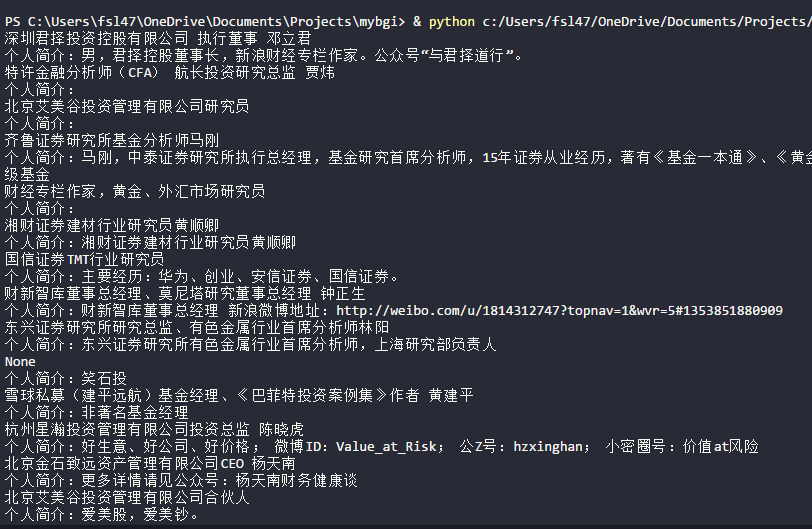 PS C:\Users\fsl47\OneDrive\Documents\Projects\mybgi> & python c:/Users/fsl47/OneDrive/Documents/Projects/
深圳君择投资控股有限公司 执行董事 邓立君
个人简介：男，君择控股董事长，新浪财经专栏作家。公众号“与君择道行”。
特许金融分析师（CFA） 航长投资研究总监 贾炜
个人简介：
北京艾美谷投资管理有限公司研究员
个人简介：
齐鲁证券研究所基金分析师马刚
个人简介：马刚，中泰证券研究所执行总经理，基金研究首席分析师，15年证券从业经历，著有《基金一本通》、《黄金
级基金
财经专栏作家，黄金、外汇市场研究员
个人简介：
湘财证券建材行业研究员黄顺卿
个人简介：湘财证券建材行业研究员黄顺卿
国信证券TMT行业研究员
个人简介：主要经历：华为、创业、安信证券、国信证券。
财新智库董事总经理、莫尼塔研究董事总经理 钟正生
个人简介：财新智库董事总经理 新浪微博地址：http://weibo.com/u/1814312747?topnav=1&wvr=5#1353851880909
东兴证券研究所研究总监、有色金属行业首席分析师林阳
个人简介：东兴证券研究所有色金属行业首席分析师，上海研究部负责人
None
个人简介：笑石投
雪球私募（建平远航）基金经理、《巴菲特投资案例集》作者 黄建平
个人简介：非著名基金经理
杭州星瀚投资管理有限公司投资总监 陈晓虎
个人简介：好生意、好公司、好价格； 微博ID：Value_at_Risk； 公Z号：hzxinghan； 小密圈号：价值at风险
北京金石致远资产管理有限公司CEO 杨天南
个人简介：更多详情请见公众号：杨天南财务健康谈
北京艾美谷投资管理有限公司合伙人
个人简介：爱美股，爱美钞。